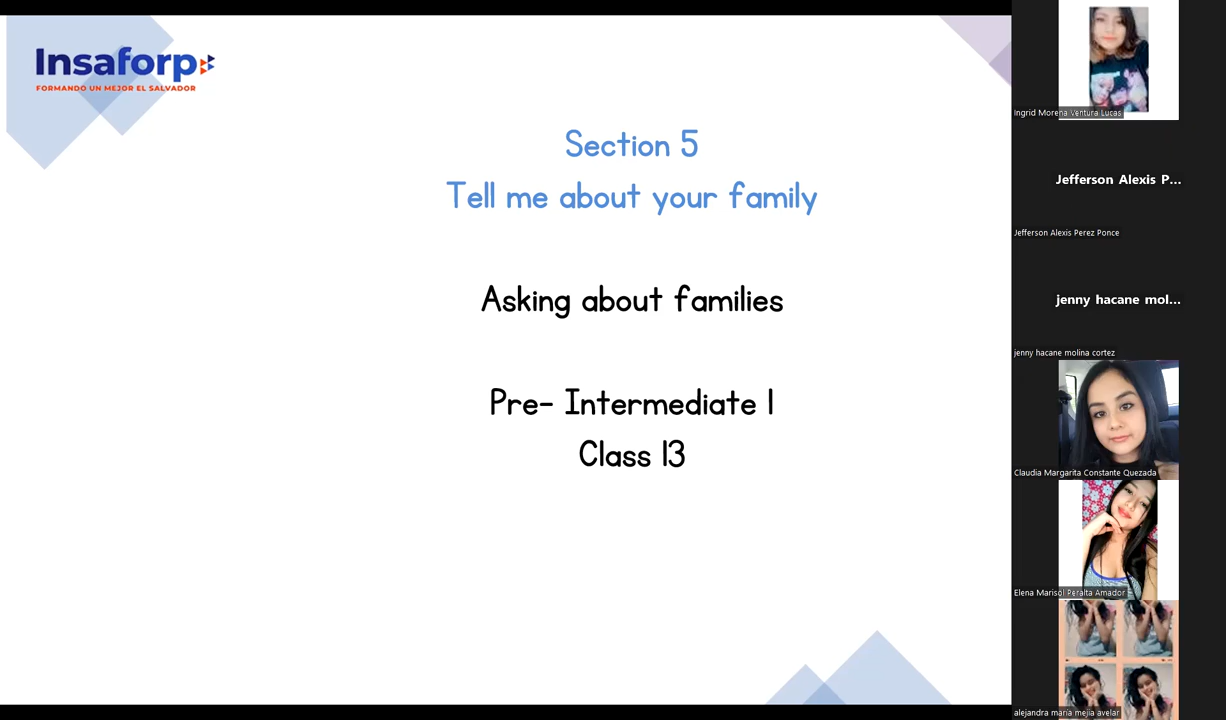 Insaforp
FORMANDO UN MEJOR EL SALVADOR
Section 5
Tell me about your family
Asking about families
Pre- Intermediate 1
Class 13
Ingrid Morena Ventura Lucas
Jefferson Alexis P...
Jefferson Alexis Perez Ponce
jenny hacane mol...
jenny hacane molina cortez
Claudia Margarita Constante Quezada
Elena Marisol Peralta Amador
alejandra maría mejía avelar